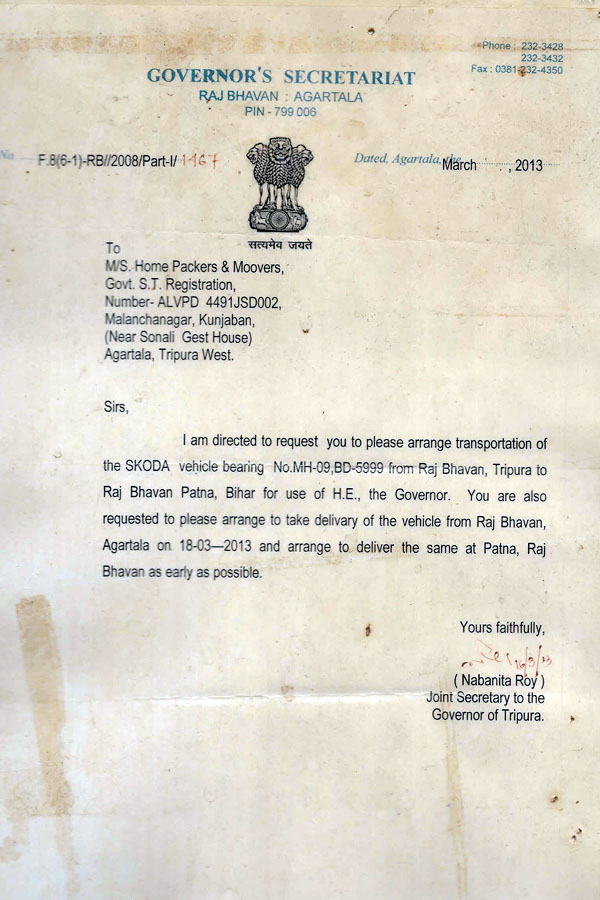 Phone : 232-3428
232-3432
Fax : 0381-232-4350
GOVERNOR'S SECRETARIAT
RAJ BHAVAN : AGARTALA
PIN - 799 006
No. F.8(6-1)-RB//2008/Part-I/1467
Dated, Agartala, the March , 2013
सत्यमेव जयते
To
M/S. Home Packers & Moovers,
Govt. S.T. Registration,
Number- ALVPD 4491JSD002,
Malanchanagar, Kunjaban,
(Near Sonali Gest House)
Agartala, Tripura West.
Sirs,
I am directed to request you to please arrange transportation of
the SKODA vehicle bearing No.MH-09,BD-5999 from Raj Bhavan, Tripura to
Raj Bhavan Patna, Bihar for use of H.E., the Governor. You are also
requested to please arrange to take delivary of the vehicle from Raj Bhavan,
Agartala on 18-03—2013 and arrange to deliver the same at Patna, Raj
Bhavan as early as possible.
Yours faithfully,
16/3/13
( Nabanita Roy )
Joint Secretary to the
Governor of Tripura.